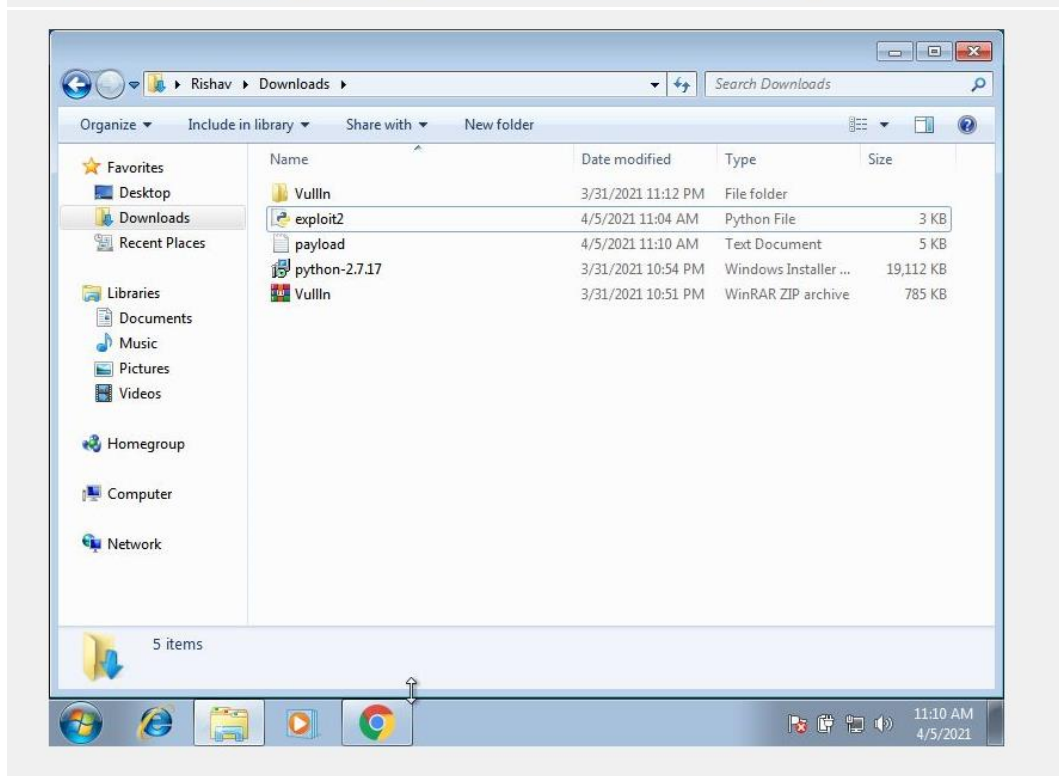 Rishav Downloads Search Downloads
Organize Include in library Share with New folder
Name Date modified Type Size
Favorites
Desktop
Downloads
Recent Places
Libraries
Documents
Music
Pictures
Videos
Homegroup
Computer
Network
VullIn 3/31/2021 11:12 PM File folder
exploit2 4/5/2021 11:04 AM Python File 3 KB
payload 4/5/2021 11:10 AM Text Document 5 KB
python-2.7.17 3/31/2021 10:54 PM Windows Installer ... 19,112 KB
VullIn 3/31/2021 10:51 PM WinRAR ZIP archive 785 KB
5 items
11:10 AM
4/5/2021